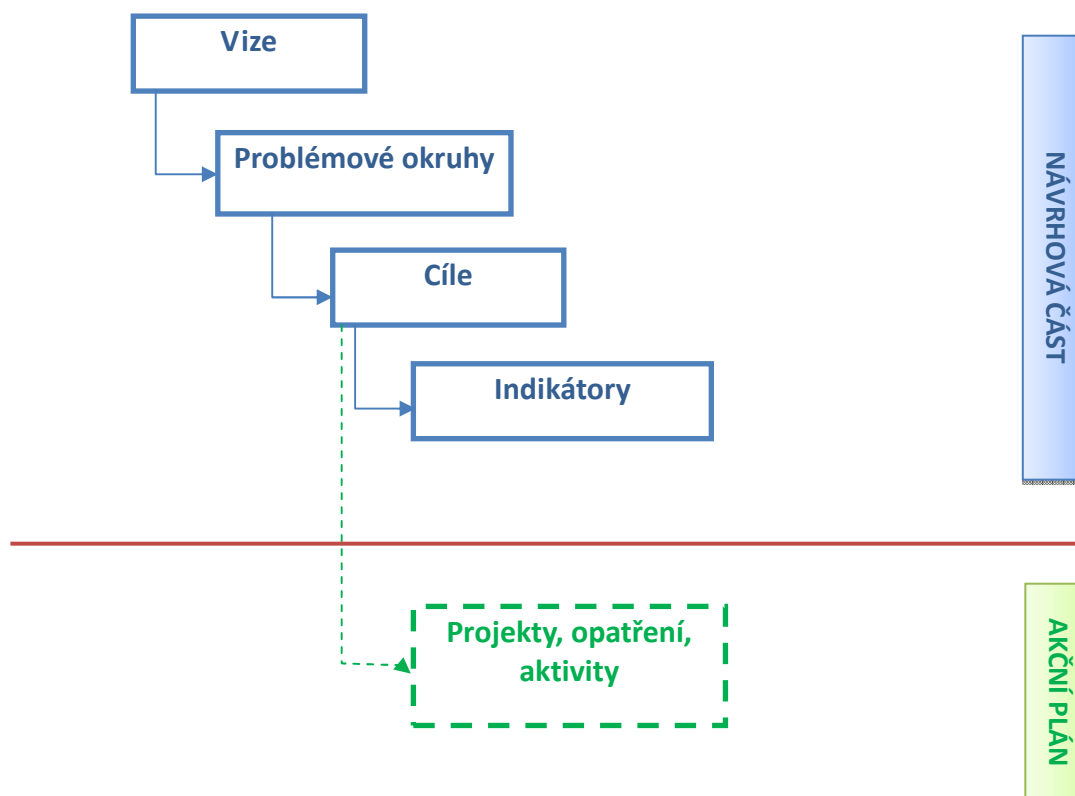 Vize
Problémové okruhy
Cíle
Indikátory
NÁVRHOVÁ ČÁST
Projekty, opatření,
aktivity
AKČNÍ PLÁN